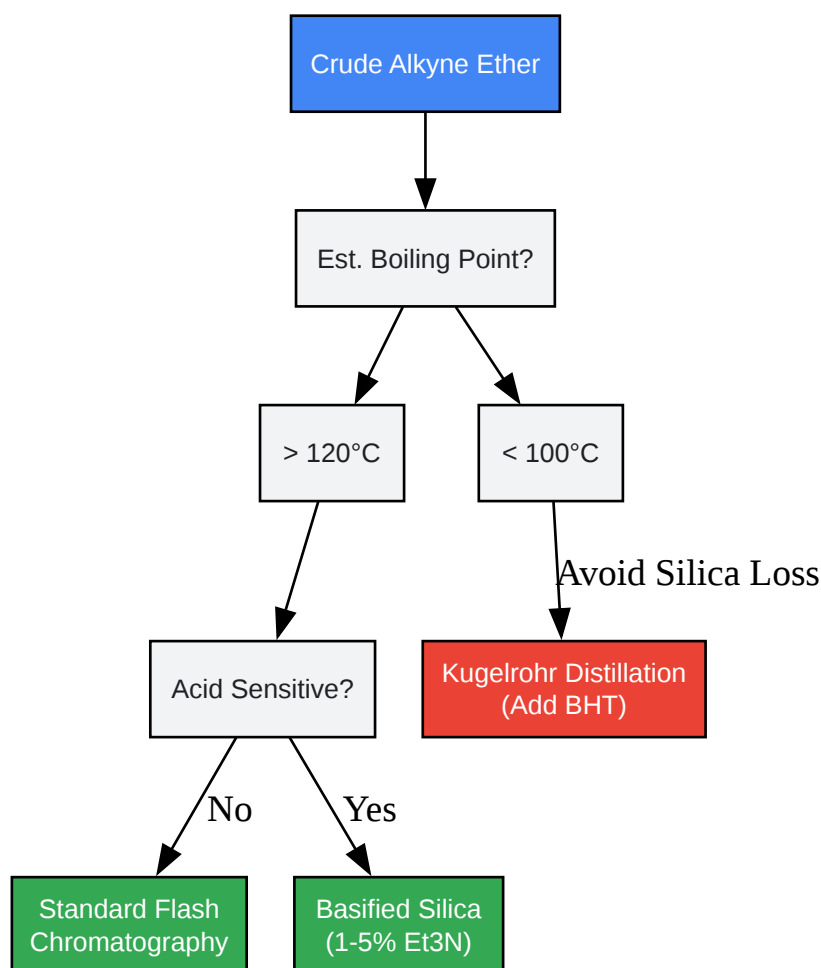 Crude Alkyne Ether
Est. Boiling Point?
> 120°C
< 100°C
Avoid Silica Loss
Acid Sensitive?
Kugelrohr Distillation
(Add BHT)
No
Yes
Standard Flash
Chromatography
Basified Silica
(1-5% Et3N)